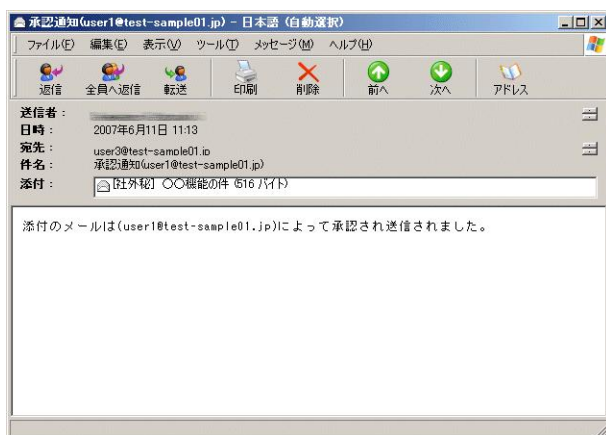 承認通知(user1@test-sample01.jp) - 日本語 (自動選択)
ファイル(F) 編集(E) 表示(V) ツール(T) メッセージ(M) ヘルプ(H)
返信 全員へ返信 転送 印刷 削除 前へ 次へ アドレス
送信者:
日時: 2007年6月11日 11:13
宛先: user3@test-sample01.jp
件名: 承認通知(user1@test-sample01.jp)
添付: [社外秘] 〇〇機能の件 (516 バイト)
添付のメールは(user1@test-sample01.jp)によって承認され送信されました。